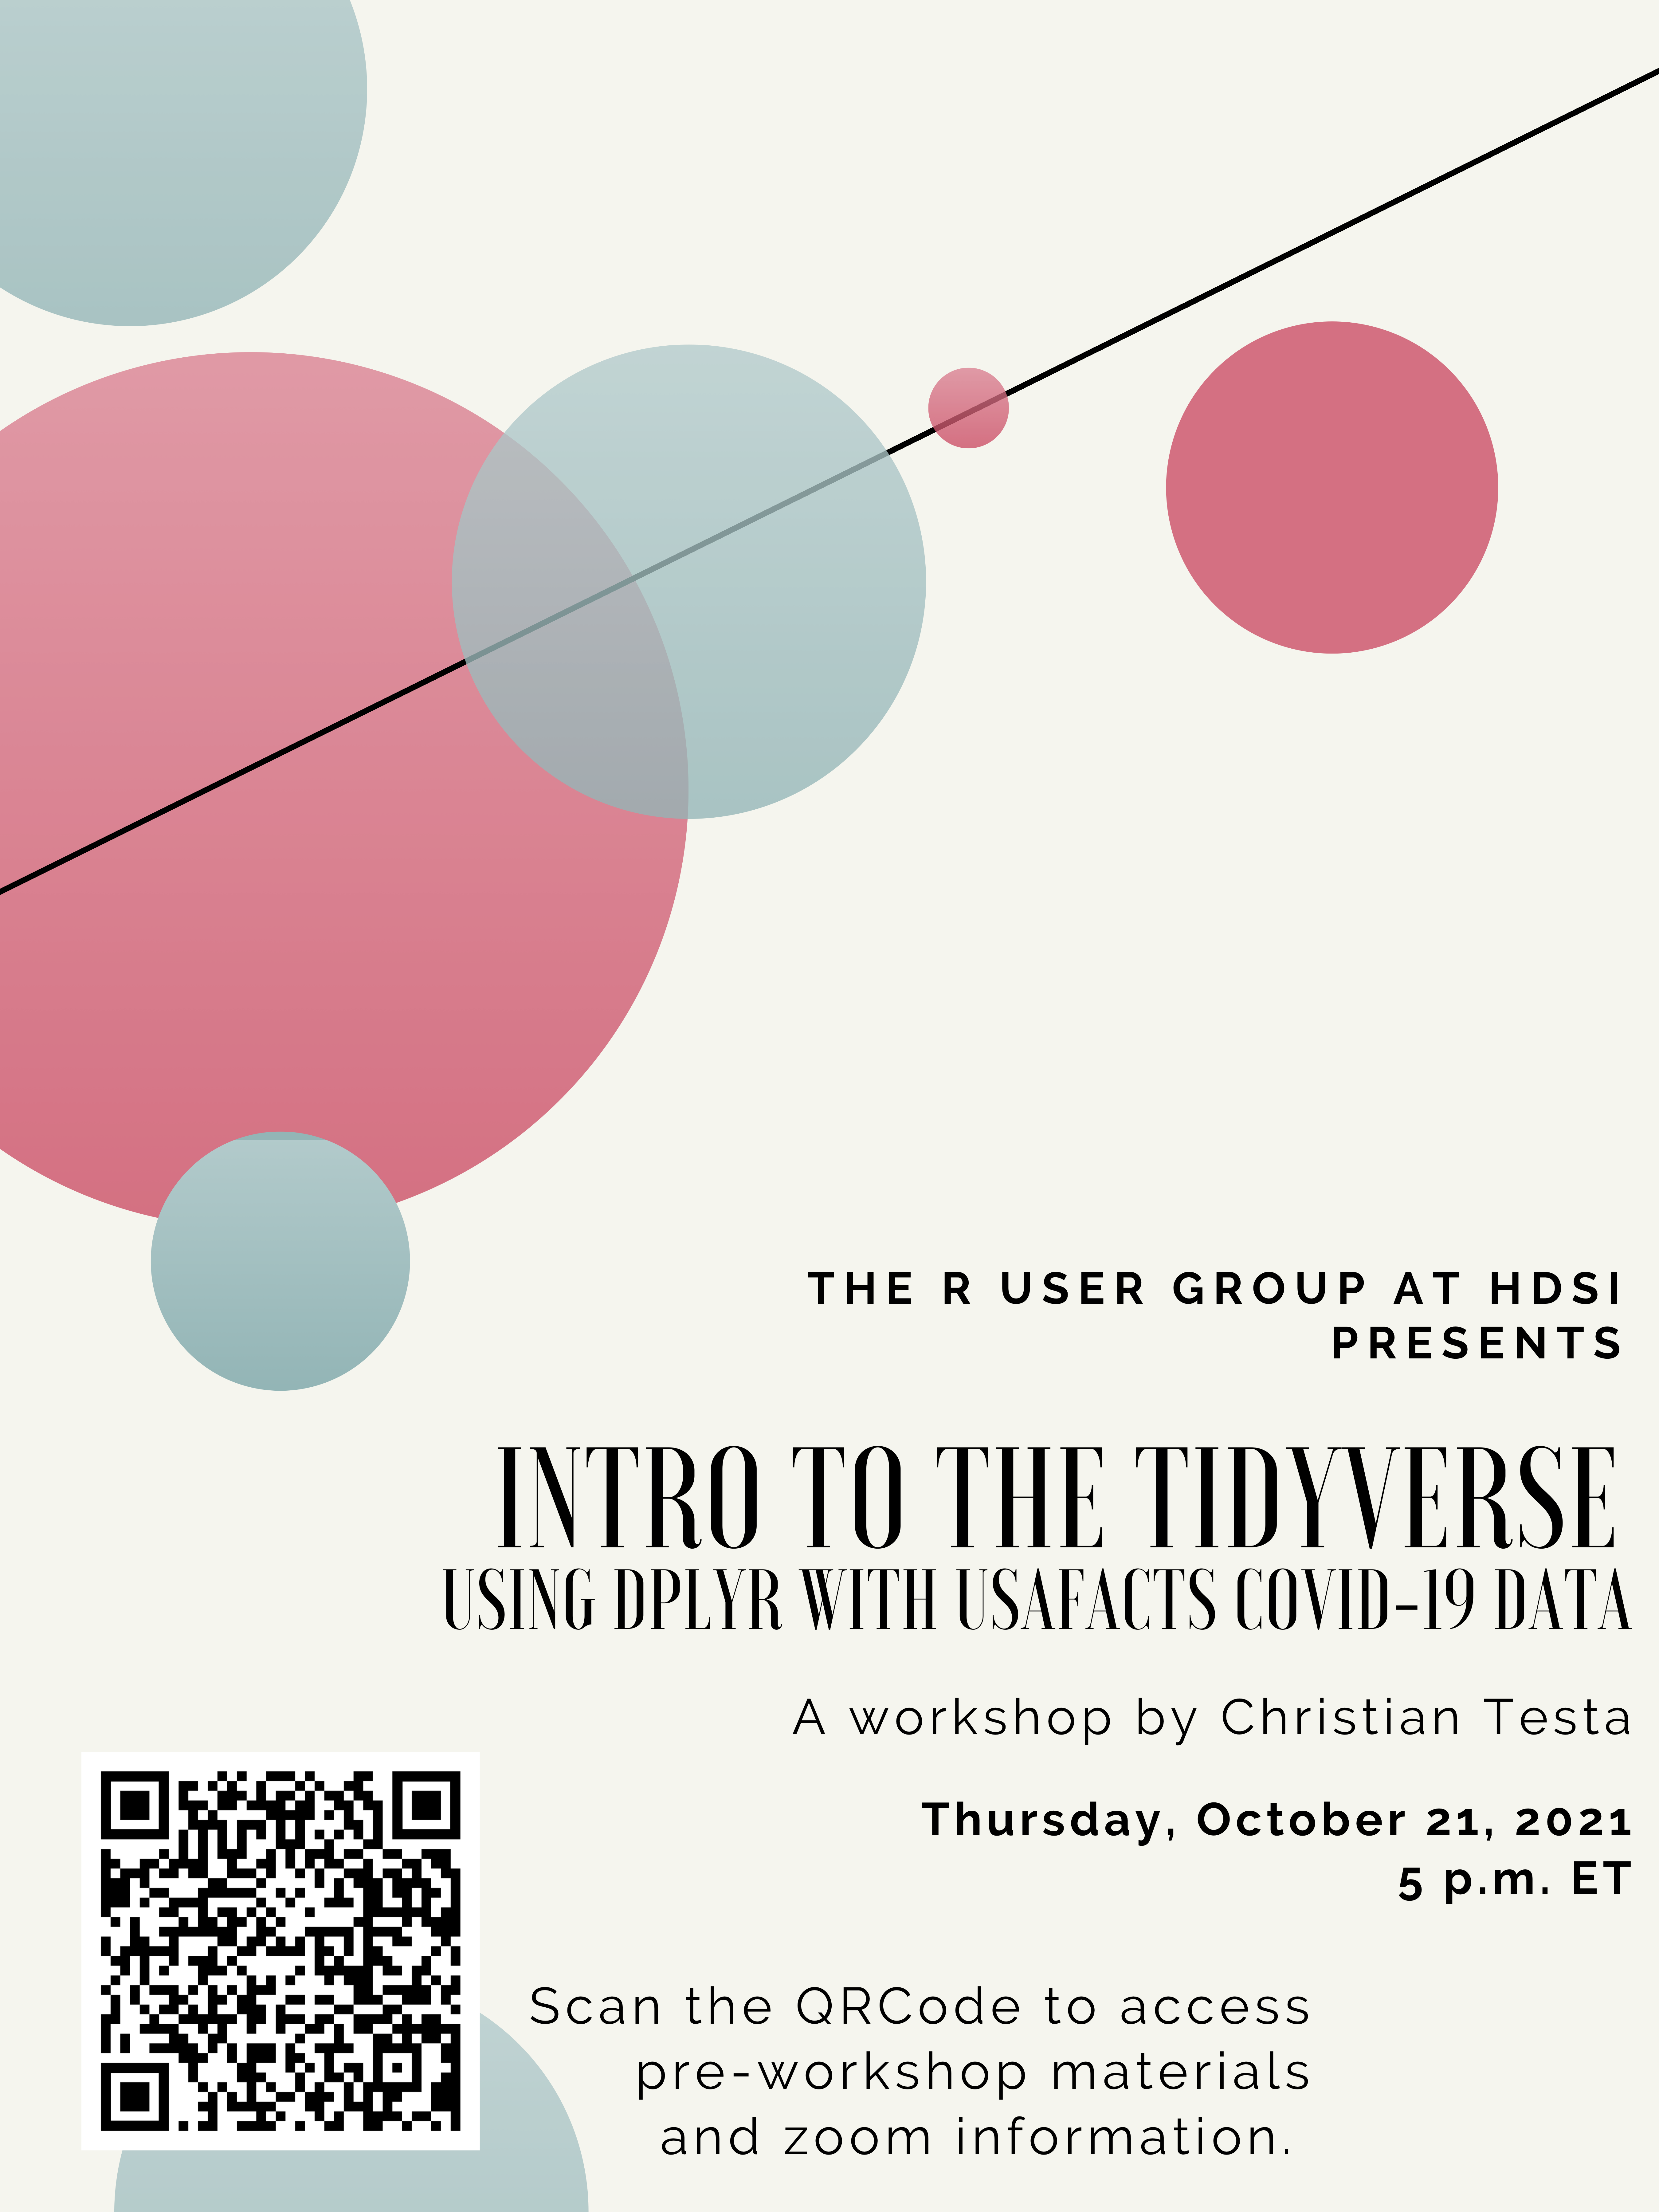 THE R USER GROUP AT HDSI
PRESENTS
INTRO TO THE TIDYVERSE
USING DPLYR WITH USAFACTS COVID-19 DATA
A workshop by Christian Testa
Thursday, October 21, 2021
5 p.m. ET
Scan the QRCode to access
pre-workshop materials
and zoom information.